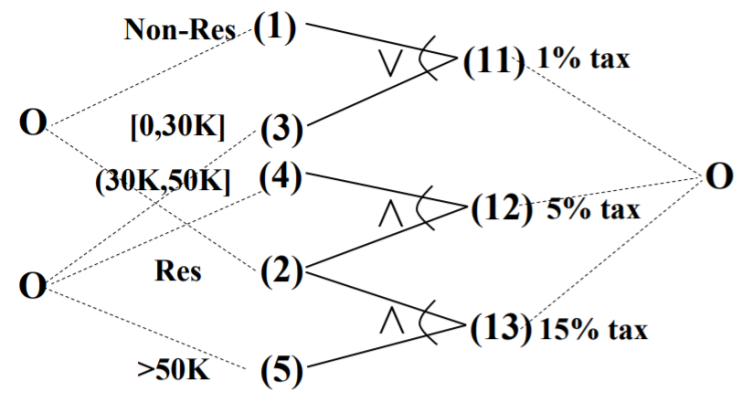 Non-Res (1)
∨ (11) 1% tax
O
[0,30K] (3)
(30K,50K] (4)
O
∧ (12) 5% tax
Res (2)
O
∧ (13) 15% tax
>50K (5)